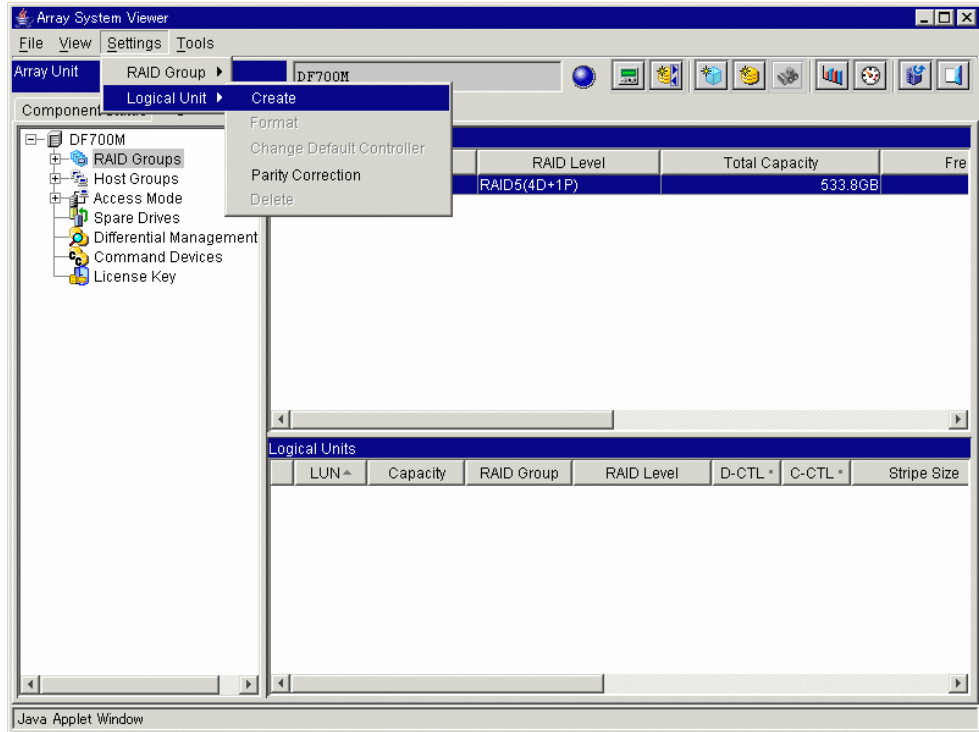 Array System Viewer
File View Settings Tools
Array Unit
DF700M
RAID Group
Logical Unit
Create
Format
Change Default Controller
Parity Correction
Delete
Component
DF700M
RAID Groups
Host Groups
Access Mode
Spare Drives
Differential Management
Command Devices
License Key
RAID Level Total Capacity Fre
RAID5(4D+1P) 533.8GB
Logical Units
LUN Capacity RAID Group RAID Level D-CTL * C-CTL * Stripe Size
Java Applet Window